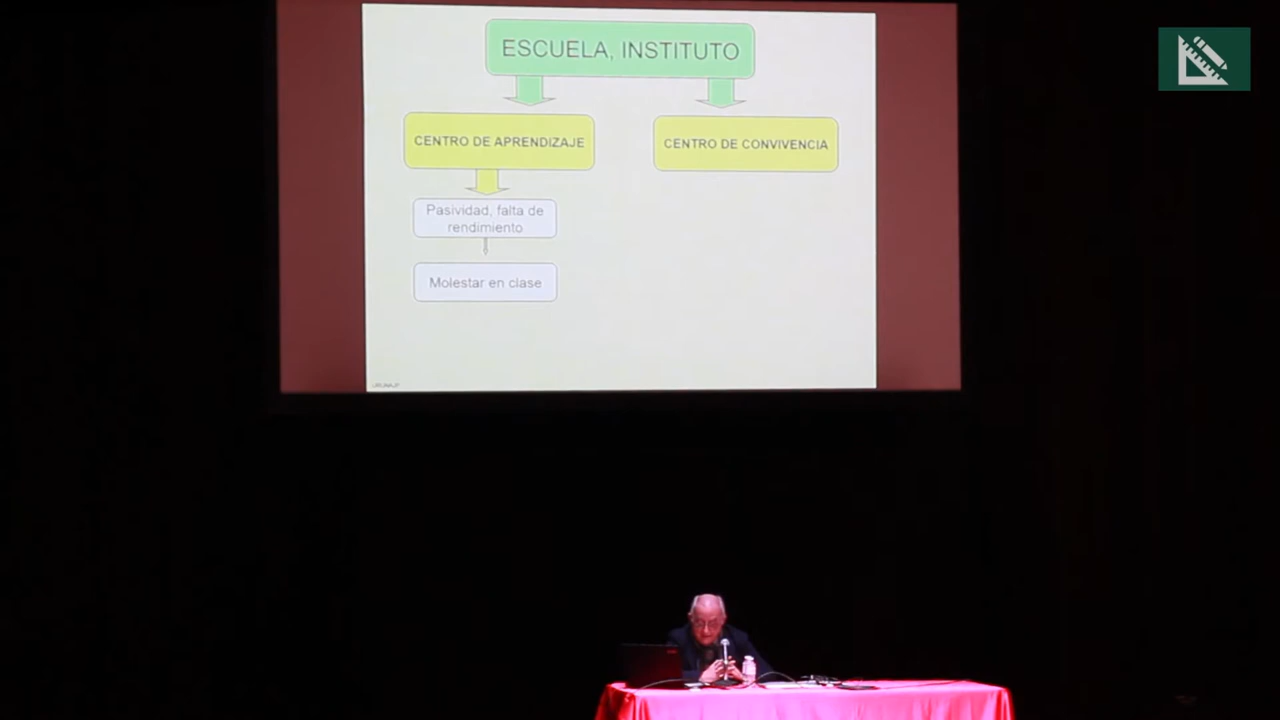 ESCUELA, INSTITUTO
CENTRO DE APRENDIZAJE
CENTRO DE CONVIVENCIA
Pasividad, falta de
rendimiento
Molestar en clase